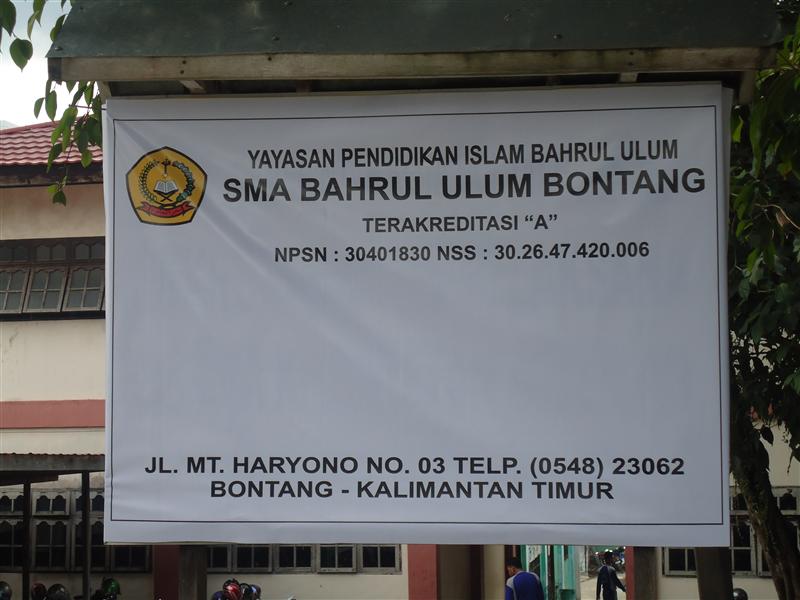 YAYASAN PENDIDIKAN ISLAM BAHRUL ULUM
SMA BAHRUL ULUM BONTANG
TERAKREDITASI “A”
NPSN : 30401830 NSS : 30.26.47.420.006
JL. MT. HARYONO NO. 03 TELP. (0548) 23062
BONTANG - KALIMANTAN TIMUR